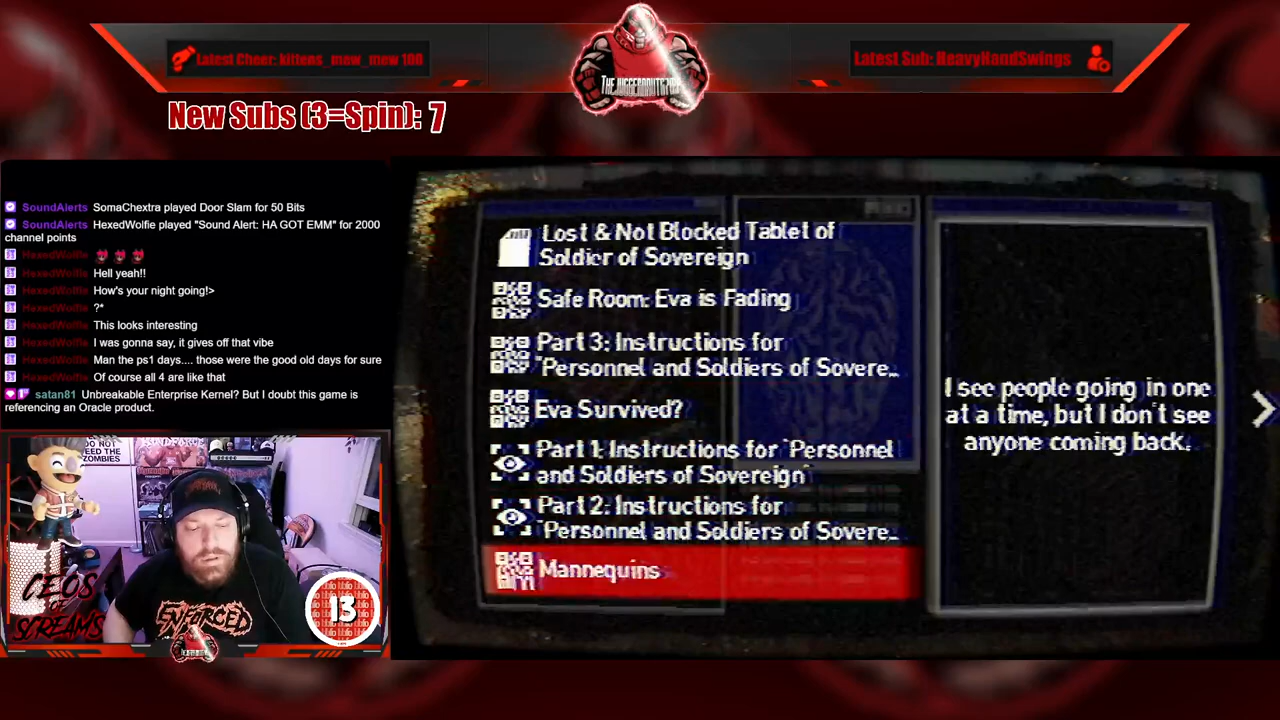 Latest Cheer: kittens_mew_mew 100
THEJUGGERNAUT
Latest Sub: HeavyHandSwings
New Subs (3=Spin): 7
SoundAlerts SomaChextra played Door Slam for 50 Bits
SoundAlerts HexedWolfie played "Sound Alert: HA GOT EMM" for 2000
channel points
HexedWolfie
HexedWolfie Hell yeah!!
HexedWolfie How's your night going!>
HexedWolfie ?*
HexedWolfie This looks interesting
HexedWolfie I was gonna say, it gives off that vibe
HexedWolfie Man the ps1 days.... those were the good old days for sure
HexedWolfie Of course all 4 are like that
satan81 Unbreakable Enterprise Kernel? But I doubt this game is
referencing an Oracle product.
Lost & Not Blocked Tablet of
Soldier of Sovereign
Safe Room: Eva is Fading
Part 3: Instructions for
"Personnel and Soldiers of Sovere...
Eva Survived?
Part 1: Instructions for "Personnel
and Soldiers of Sovereign"
Part 2: Instructions for
"Personnel and Soldiers of Sovere...
Mannequins
I see people going in one
at a time, but I don't see
anyone coming back.
DO NOT
FEED THE
ZOMBIES
CEOS
OF
SCREAMS
ENFORCED
13